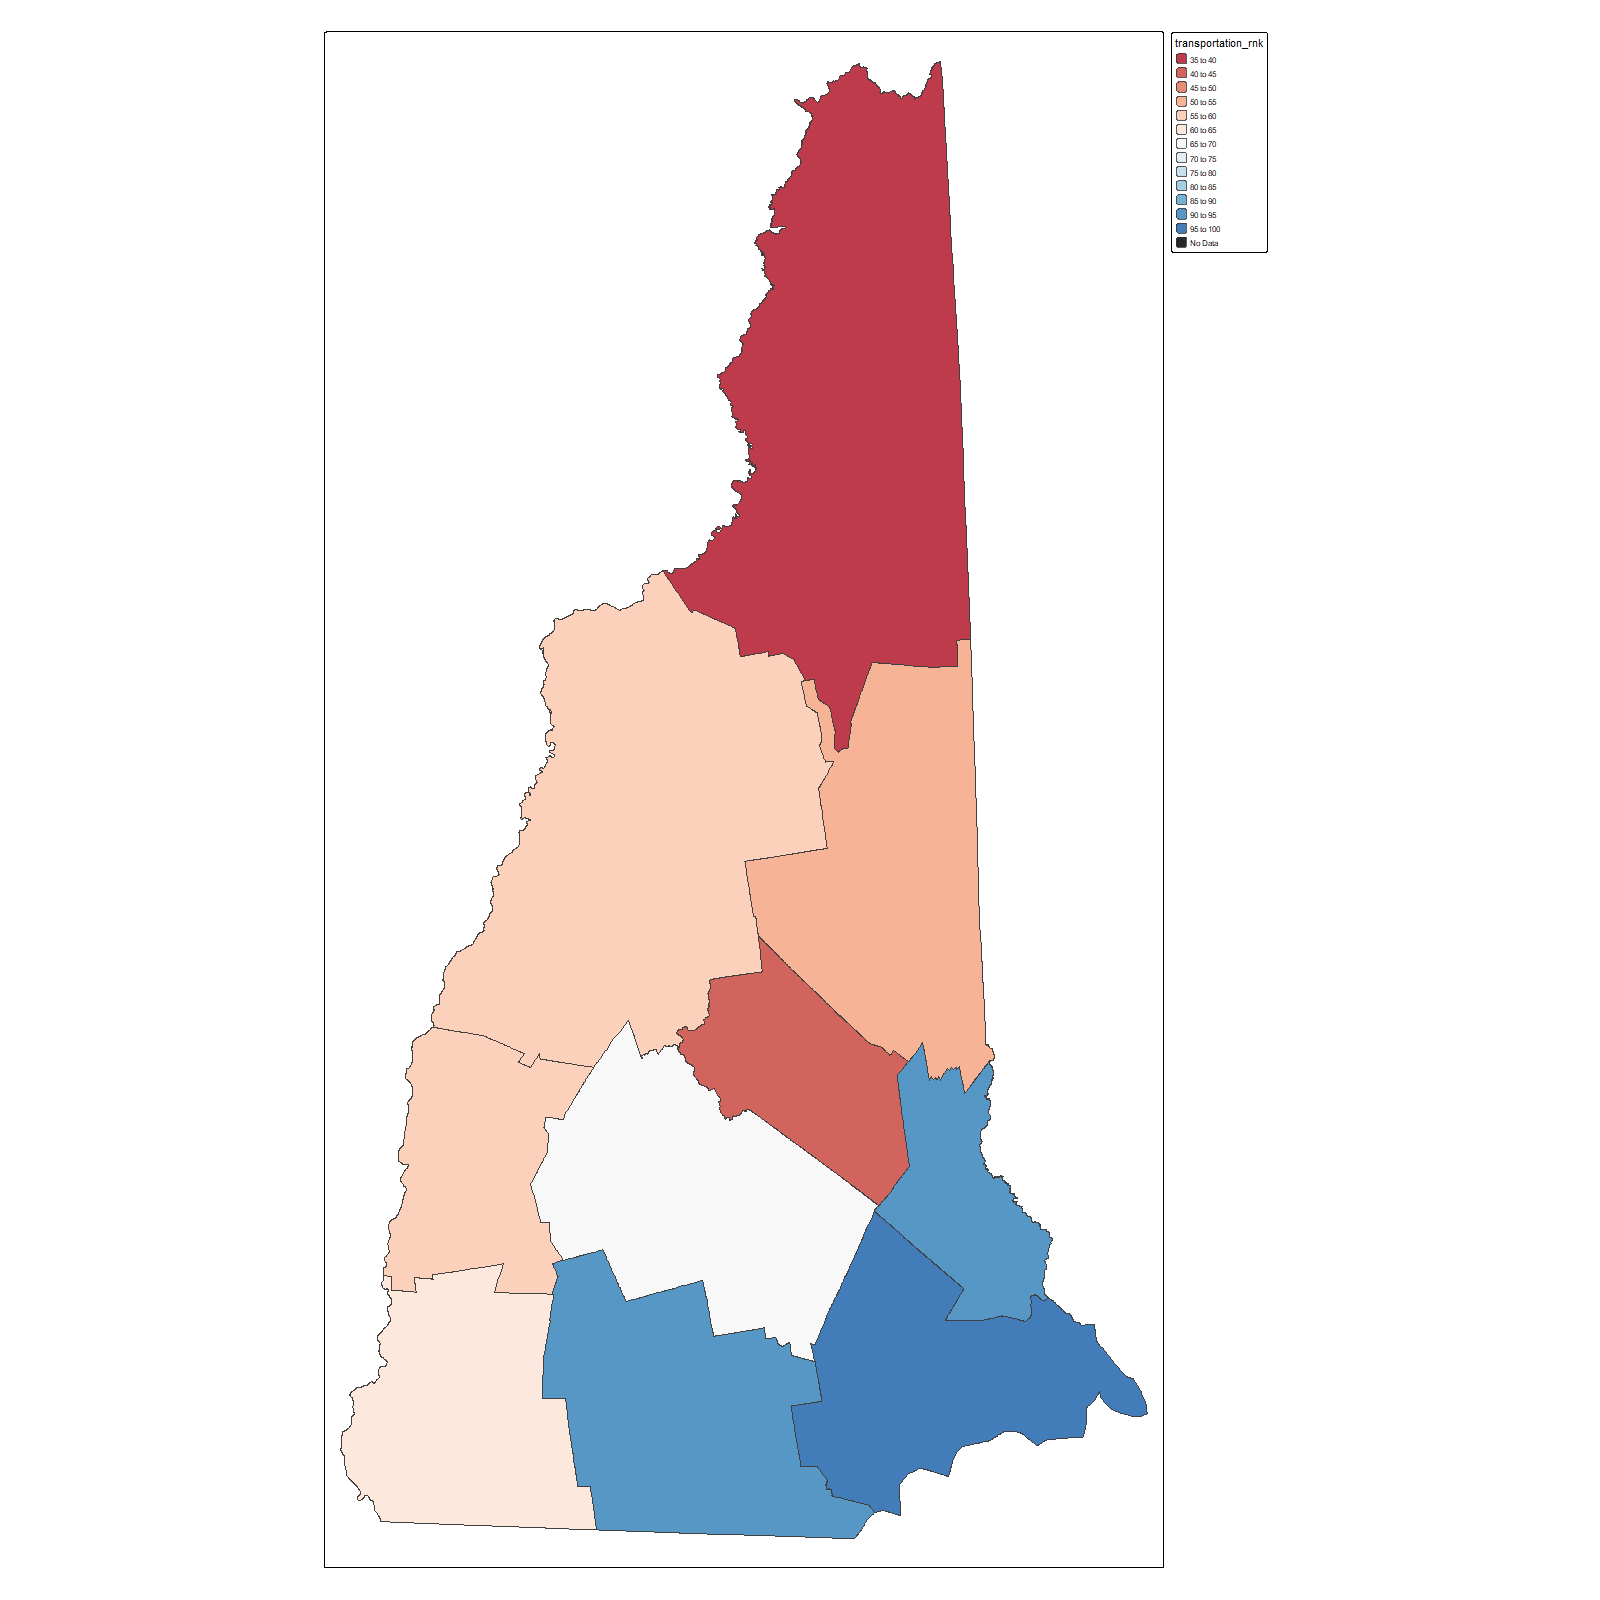 transportation_rnk
35 to 40
40 to 45
45 to 50
50 to 55
55 to 60
60 to 65
65 to 70
70 to 75
75 to 80
80 to 85
85 to 90
90 to 95
95 to 100
No Data